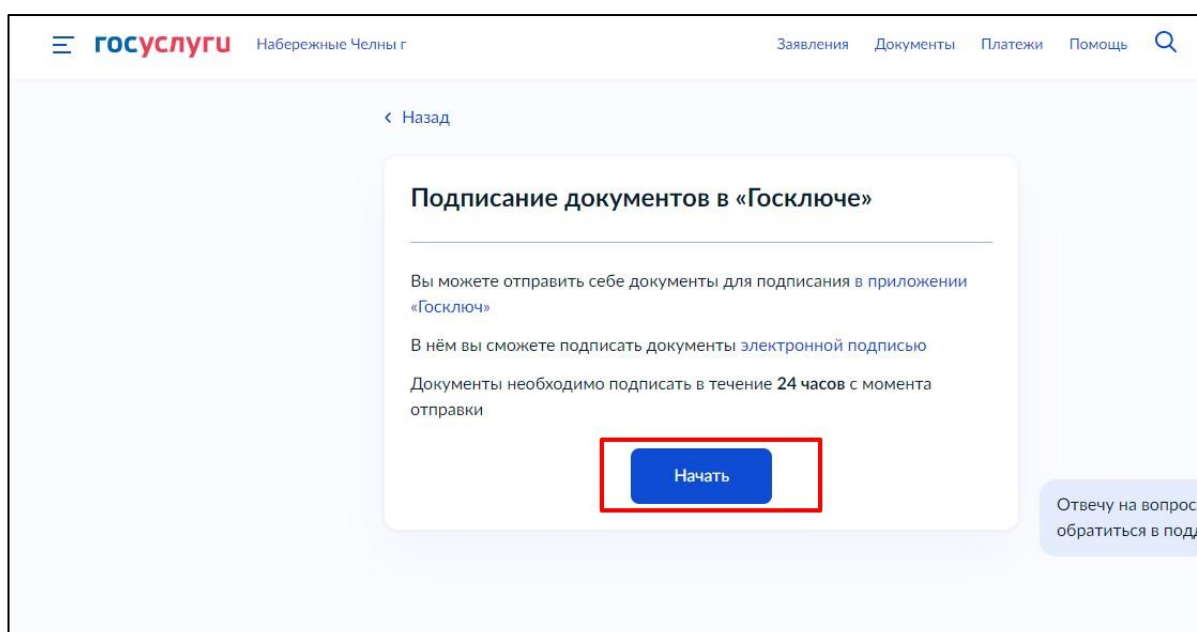 госуслуги Набережные Челны г Заявления Документы Платежи Помощь
Назад
Подписание документов в «Госключе»
Вы можете отправить себе документы для подписания в приложении
«Госключ»
В нём вы сможете подписать документы электронной подписью
Документы необходимо подписать в течение 24 часов с момента
отправки
Начать
Отвечу на вопрос
обратиться в под